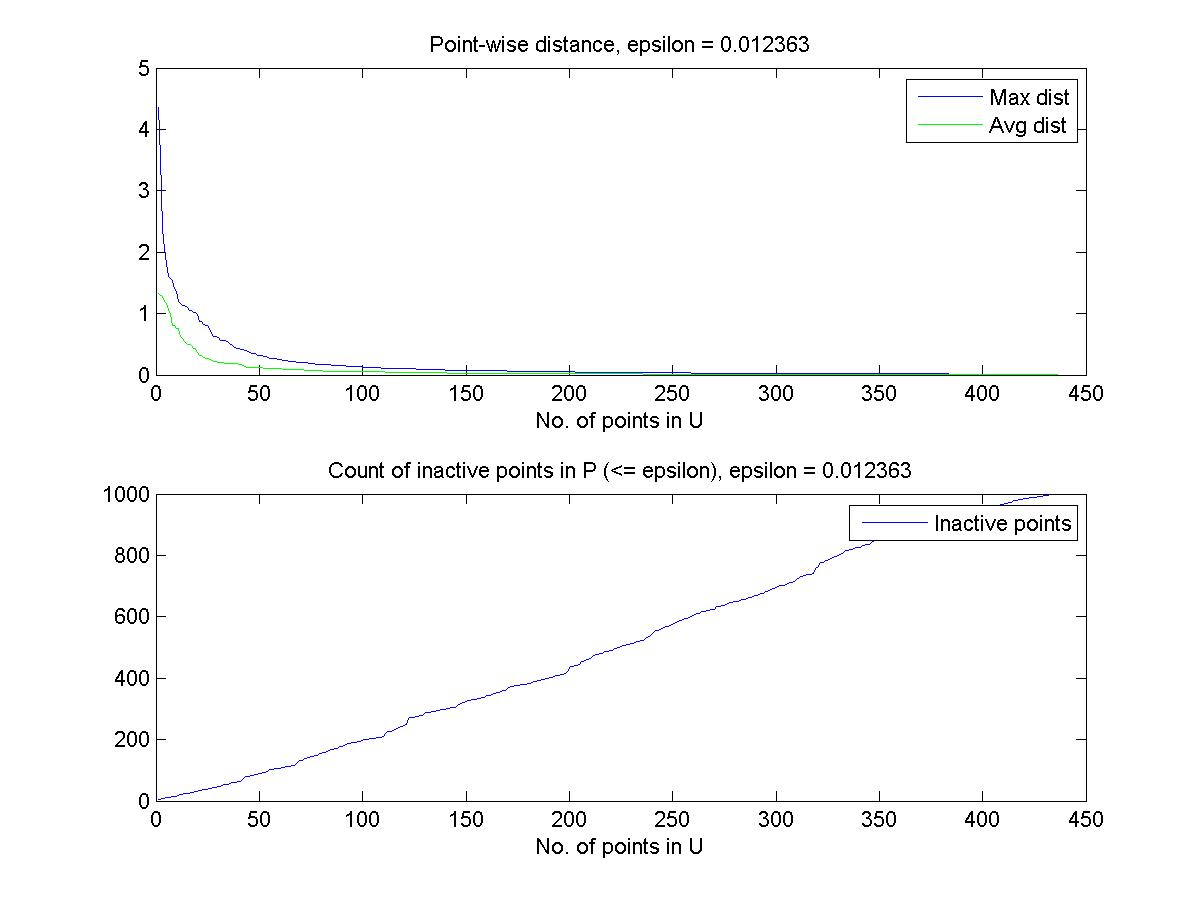 Point-wise distance, epsilon = 0.012363
5
4
3
2
1
0
Max dist
Avg dist
0 50 100 150 200 250 300 350 400 450
No. of points in U
Count of inactive points in P (<= epsilon), epsilon = 0.012363
1000
800
600
400
200
0
Inactive points
0 50 100 150 200 250 300 350 400 450
No. of points in U